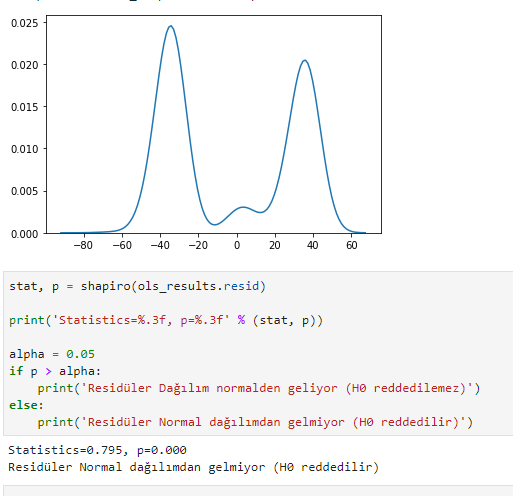 0.025
0.020
0.015
0.010
0.005
0.000
−80 −60 −40 −20 0 20 40 60
stat, p = shapiro(ols_results.resid)
print('Statistics=%.3f, p=%.3f' % (stat, p))
alpha = 0.05
if p > alpha:
    print('Residüler Dağılım normalden geliyor (H0 reddedilemez)')
else:
    print('Residüler Normal dağılımdan gelmiyor (H0 reddedilir)')
Statistics=0.795, p=0.000
Residüler Normal dağılımdan gelmiyor (H0 reddedilir)